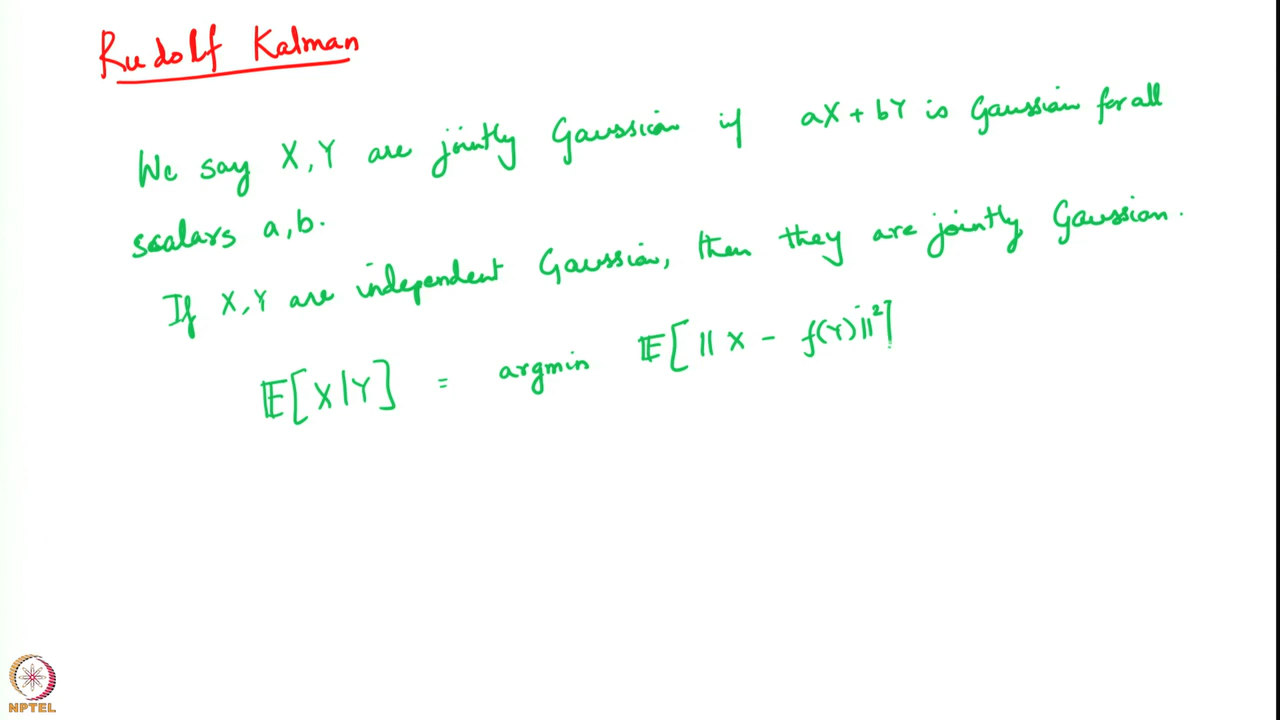 Rudolf Kalman
We say X, Y are jointly Gaussian if aX + bY is Gaussian for all
scalars a, b.
If X, Y are independent Gaussian, then they are jointly Gaussian.
𝔼[X|Y] = argmin 𝔼[||X - f(Y)||²]
NPTEL